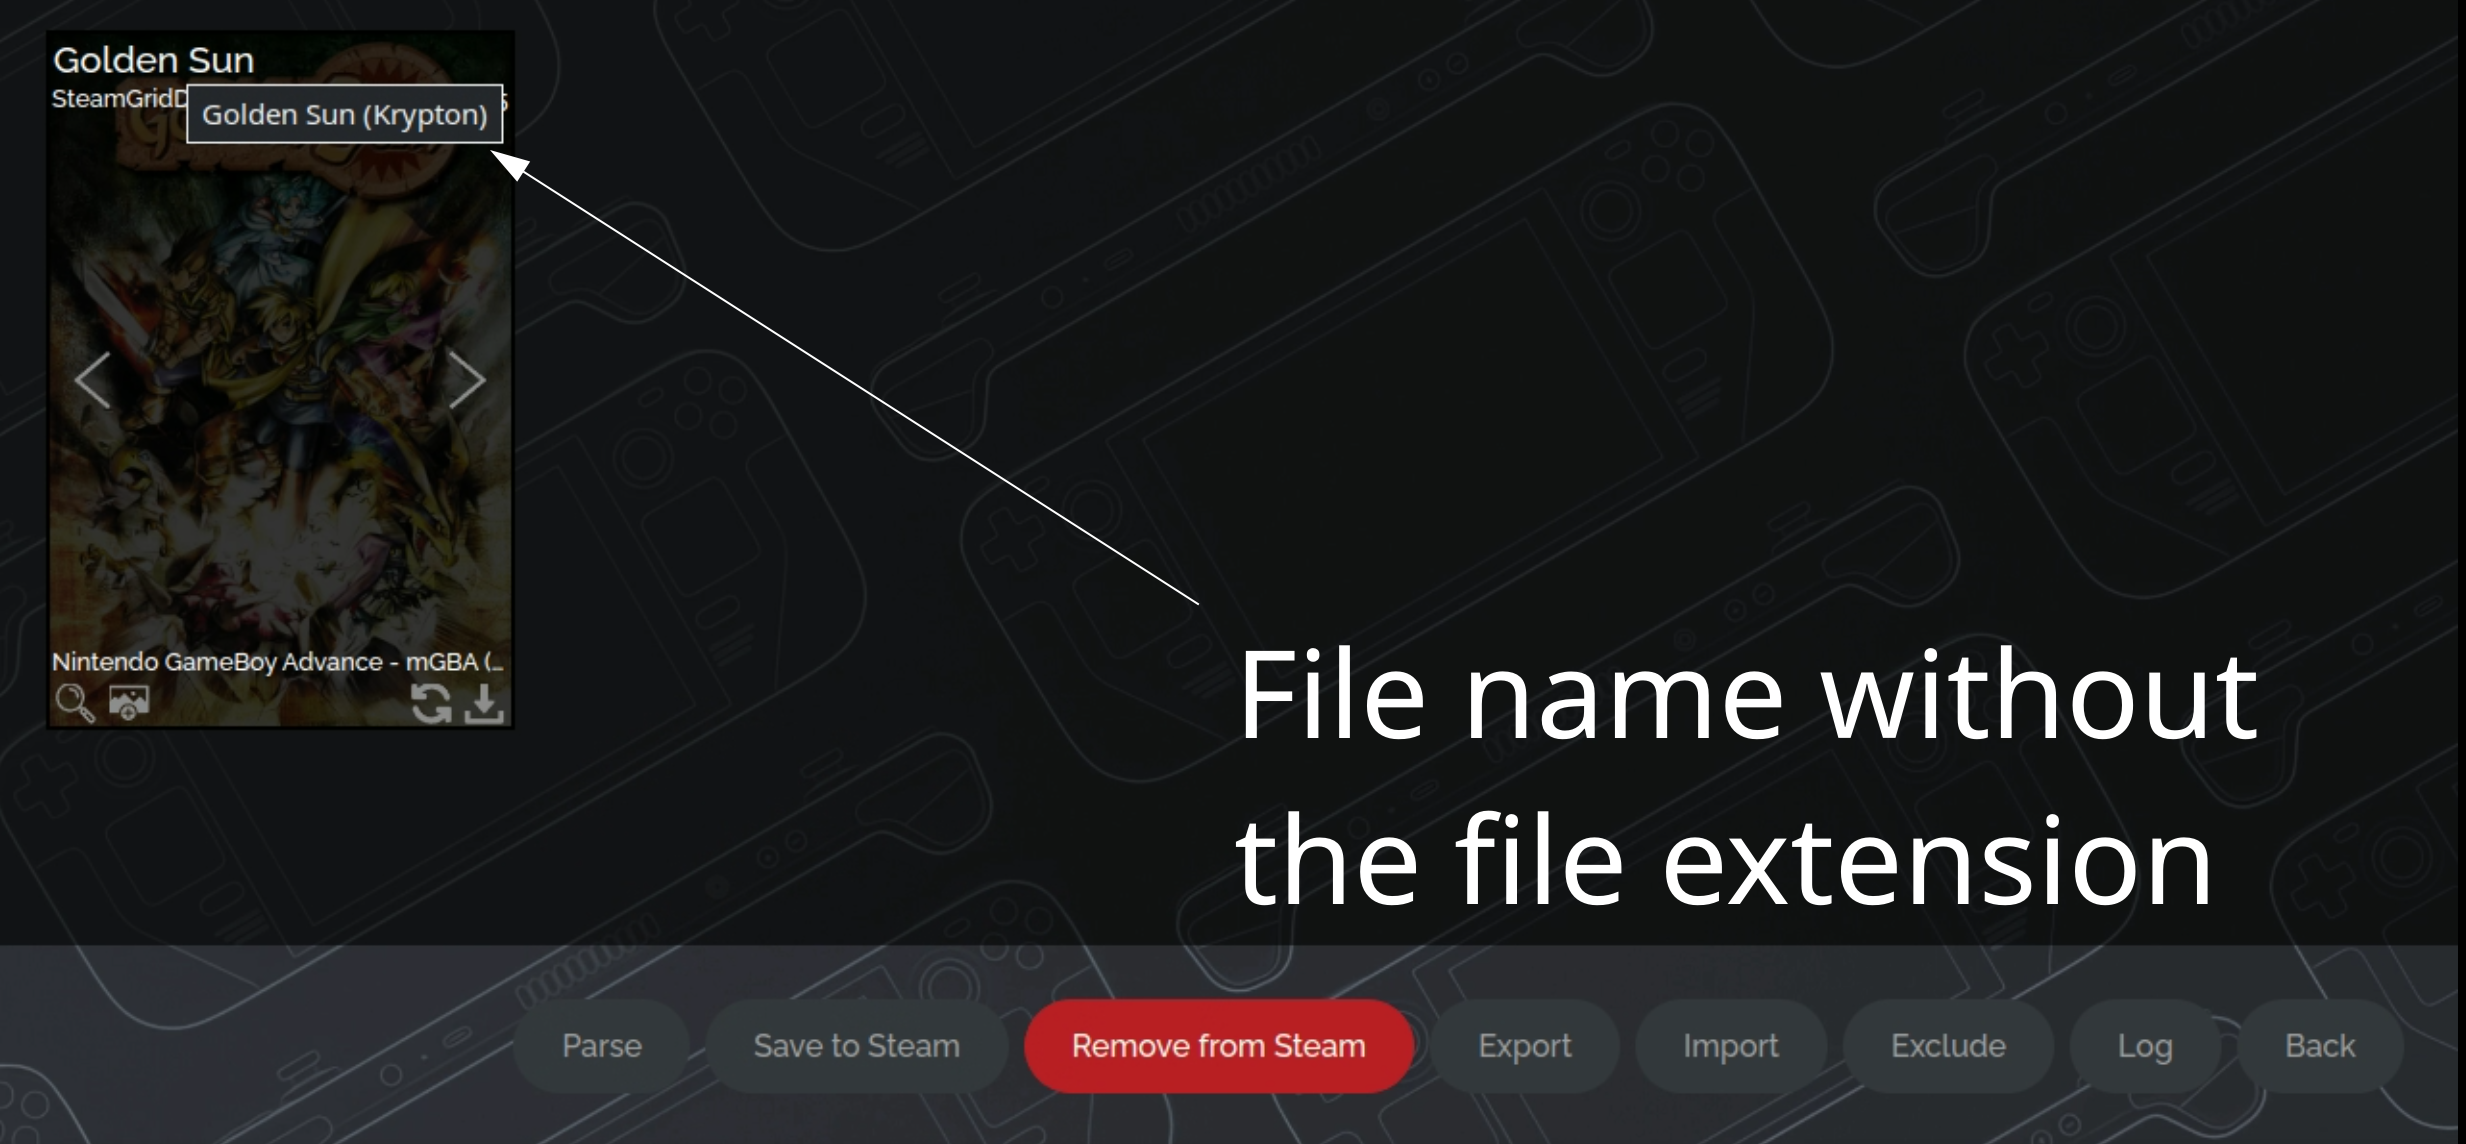 Golden Sun
SteamGridD
Golden Sun (Krypton)
Nintendo GameBoy Advance - mGBA (...
File name without
the file extension
Parse
Save to Steam
Remove from Steam
Export
Import
Exclude
Log
Back